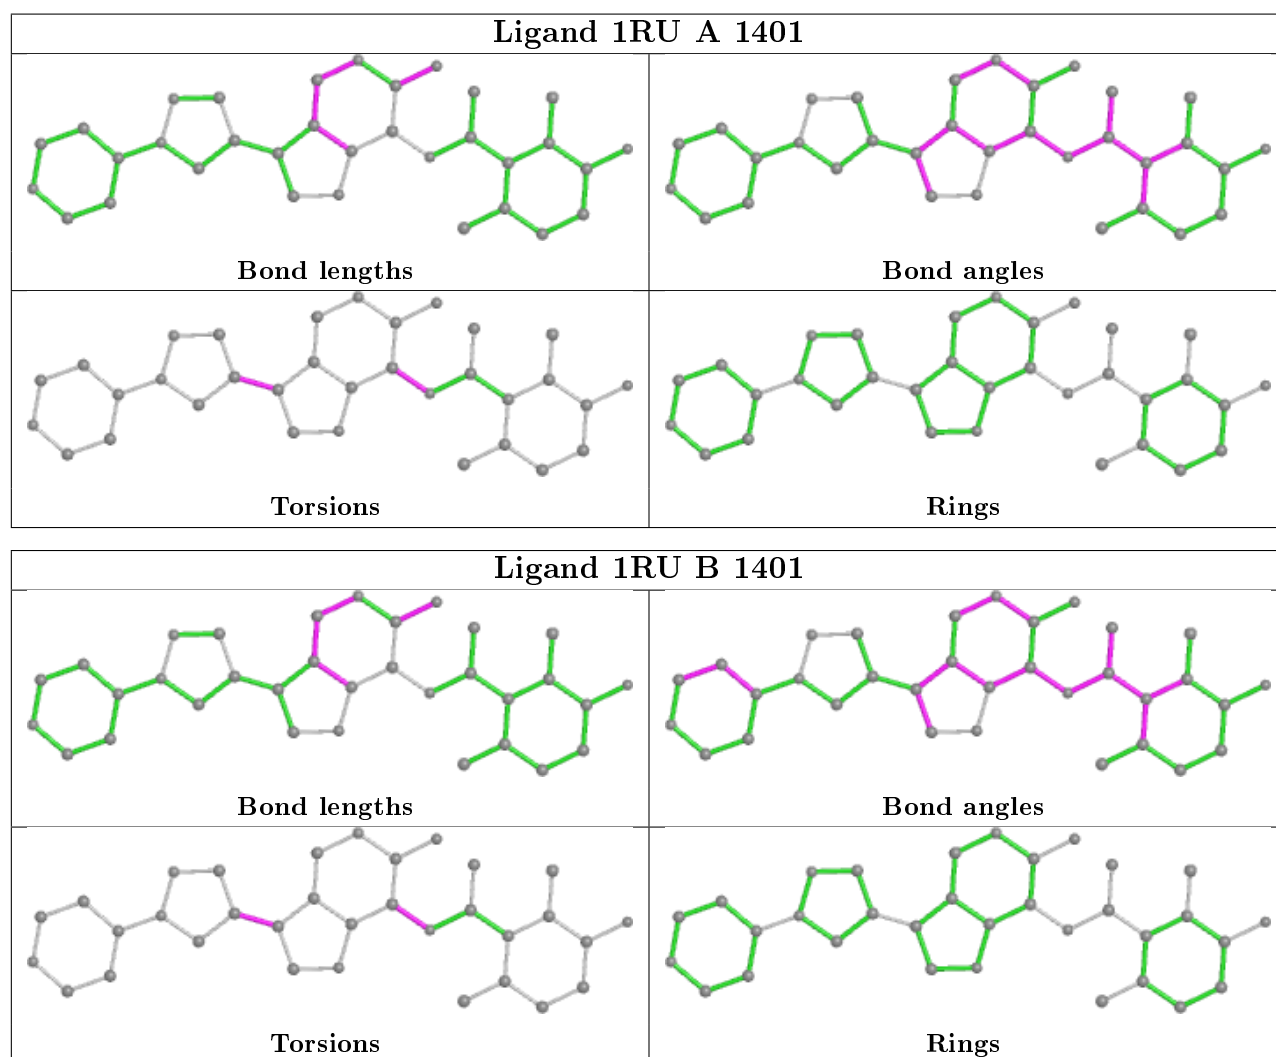 Ligand 1RU A 1401
Bond lengths
Bond angles
Torsions
Rings
Ligand 1RU B 1401
Bond lengths
Bond angles
Torsions
Rings